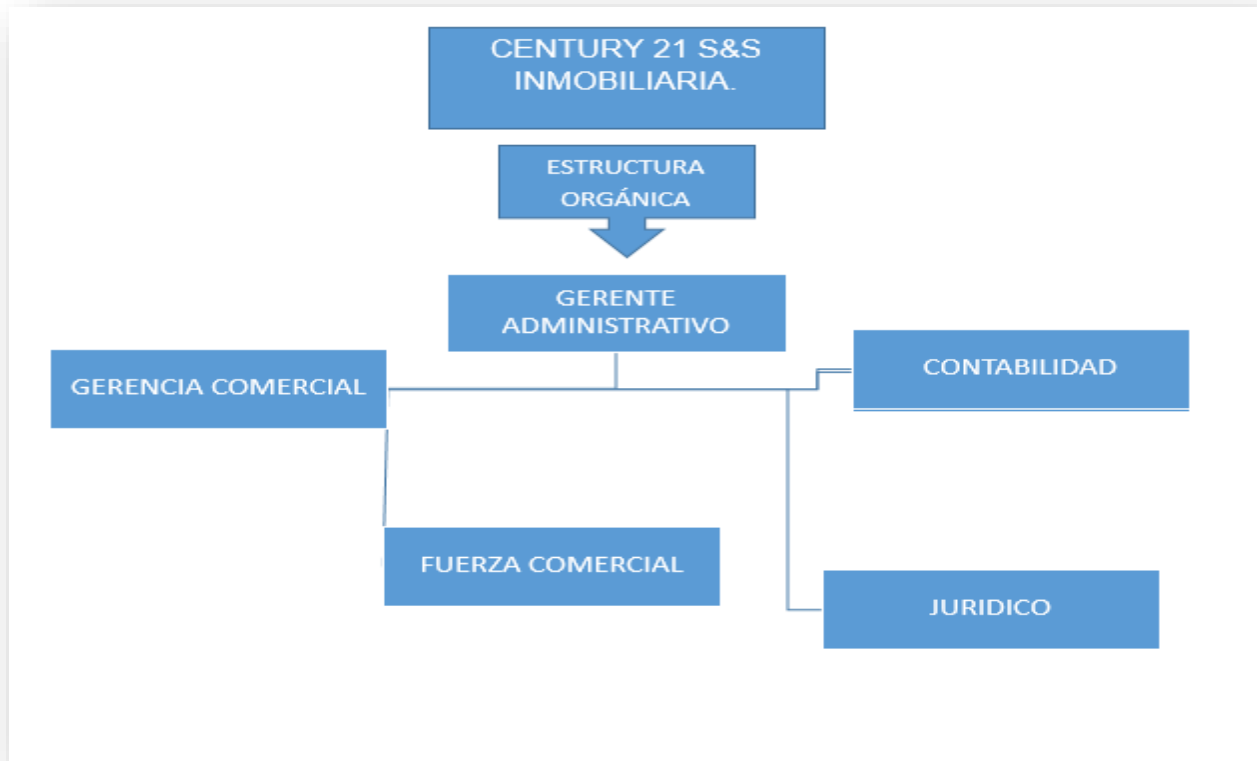 CENTURY 21 S&S
INMOBILIARIA.
ESTRUCTURA
ORGÁNICA
GERENTE
ADMINISTRATIVO
GERENCIA COMERCIAL
CONTABILIDAD
FUERZA COMERCIAL
JURIDICO